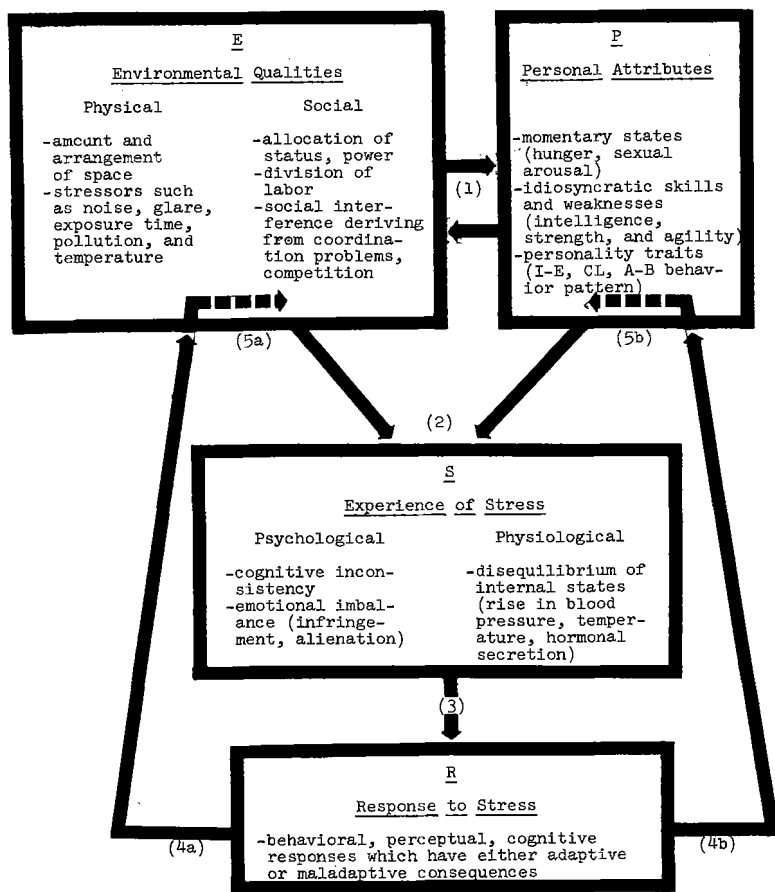 E
Environmental Qualities
Physical
-amount and
arrangement
of space
-stressors such
as noise, glare,
exposure time,
pollution, and
temperature
Social
-allocation of
status, power
-division of
labor
-social inter-
ference deriving
from coordina-
tion problems,
competition
(1)
P
Personal Attributes
-momentary states
(hunger, sexual
arousal)
-idiosyncratic skills
and weaknesses
(intelligence,
strength, and agility)
-personality traits
(I-E, CL, A-B behav-
ior pattern)
(5a)
(5b)
(2)
S
Experience of Stress
Psychological
-cognitive incon-
sistency
-emotional imbal-
ance (infringe-
ment, alienation)
Physiological
-disequilibrium of
internal states
(rise in blood
pressure, temper-
ature, hormonal
secretion)
(3)
R
Response to Stress
-behavioral, perceptual, cognitive
responses which have either adaptive
or maladaptive consequences
(4a)
(4b)